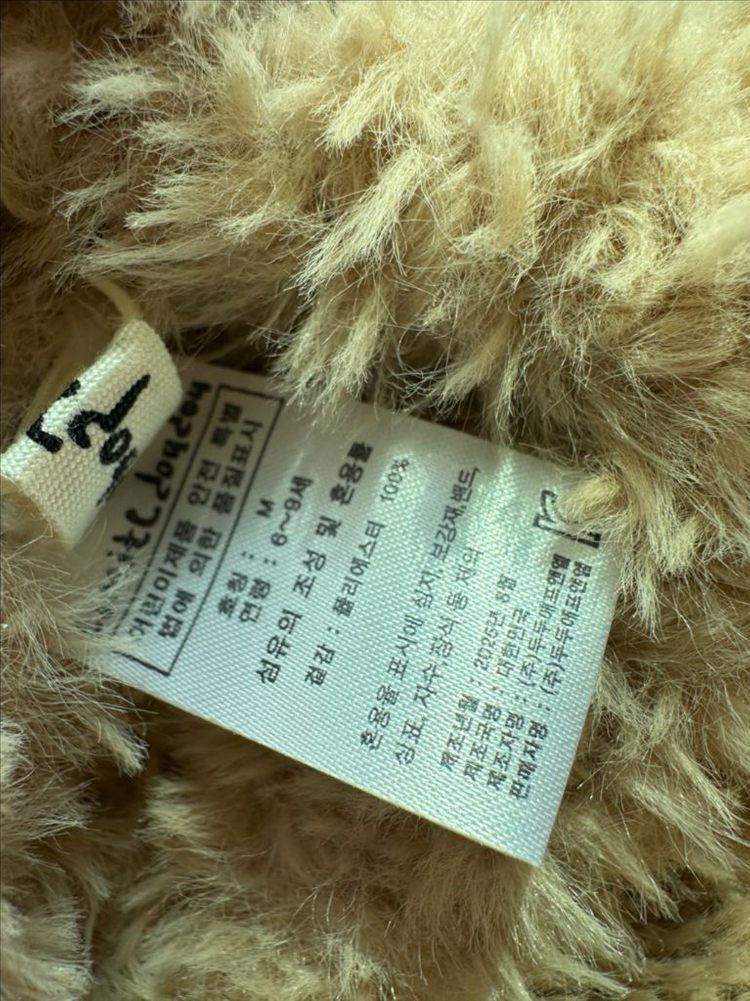 어린이제품 안전 특별
법에 의한 품질표시
호칭 : M
연령 : 6~9세
섬유의 조성 및 혼용률
겉감 : 폴리에스터 100%
혼용율 표시에 심지, 보강재,밴드,
상표, 자수,장식 등 제외
제조년월 : 2025년 8월
제조국명 : 대한민국
제조자명 : (주)두두에프앤엘
판매자명 : (주)두두에프앤엘